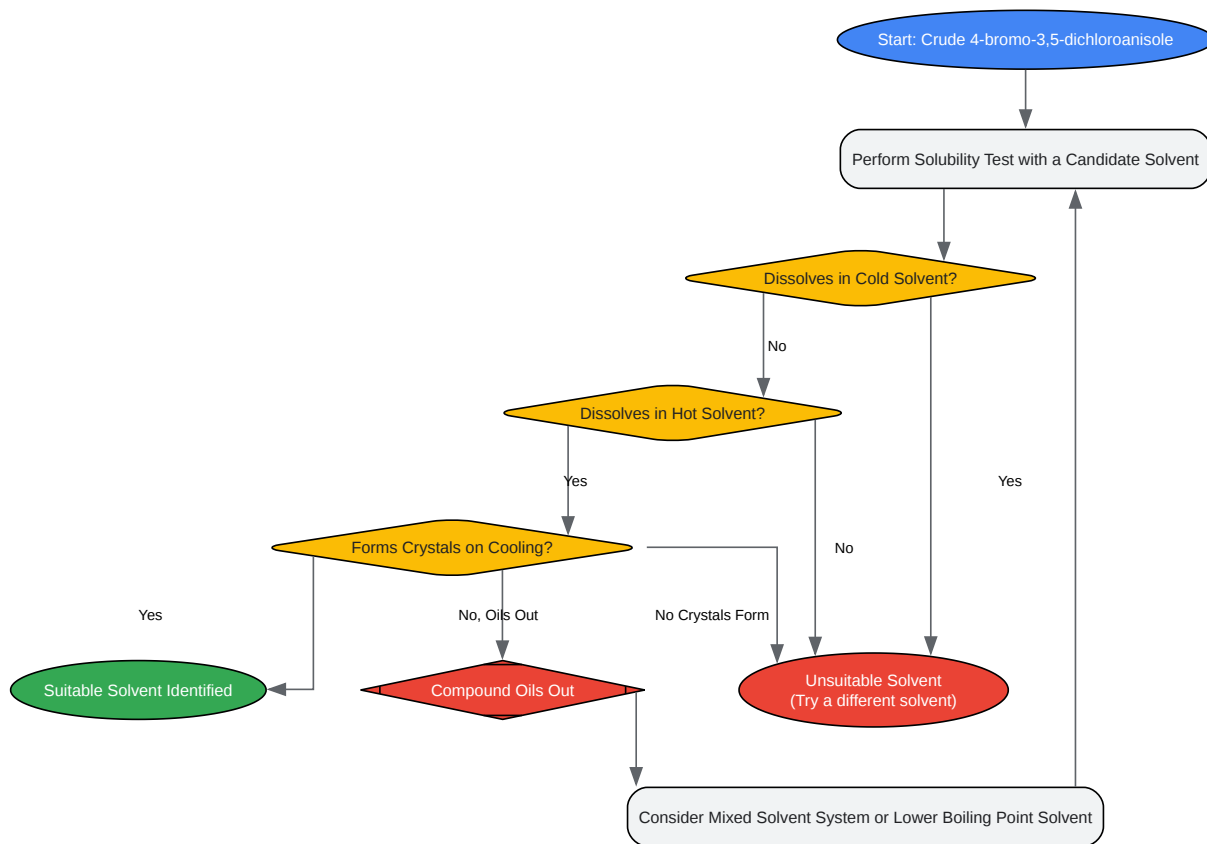 Start: Crude 4-bromo-3,5-dichloroanisole
Perform Solubility Test with a Candidate Solvent
Dissolves in Cold Solvent?
No
Dissolves in Hot Solvent?
Yes
Yes
Forms Crystals on Cooling?
No
Yes
No, Oils Out
No Crystals Form
Suitable Solvent Identified
Compound Oils Out
Unsuitable Solvent
(Try a different solvent)
Consider Mixed Solvent System or Lower Boiling Point Solvent